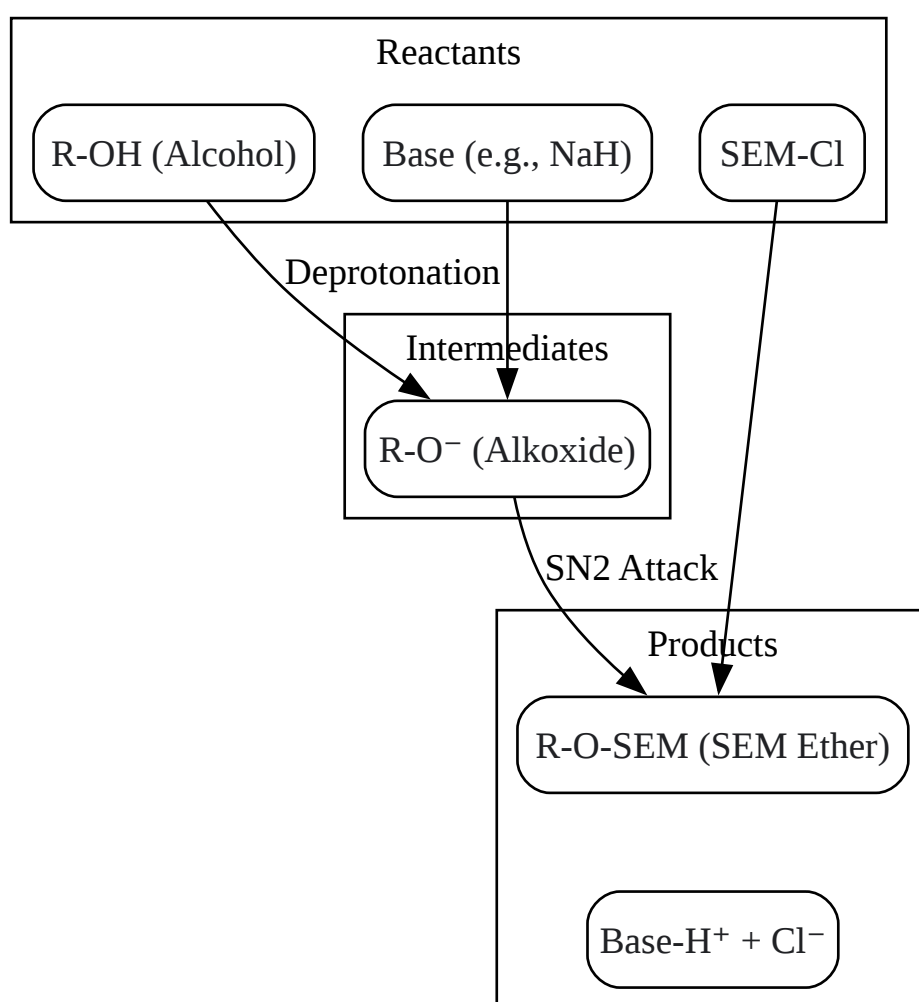 Reactants
R-OH (Alcohol)
Base (e.g., NaH)
SEM-Cl
Deprotonation
Intermediates
R-O⁻ (Alkoxide)
SN2 Attack
Products
R-O-SEM (SEM Ether)
Base-H⁺ + Cl⁻